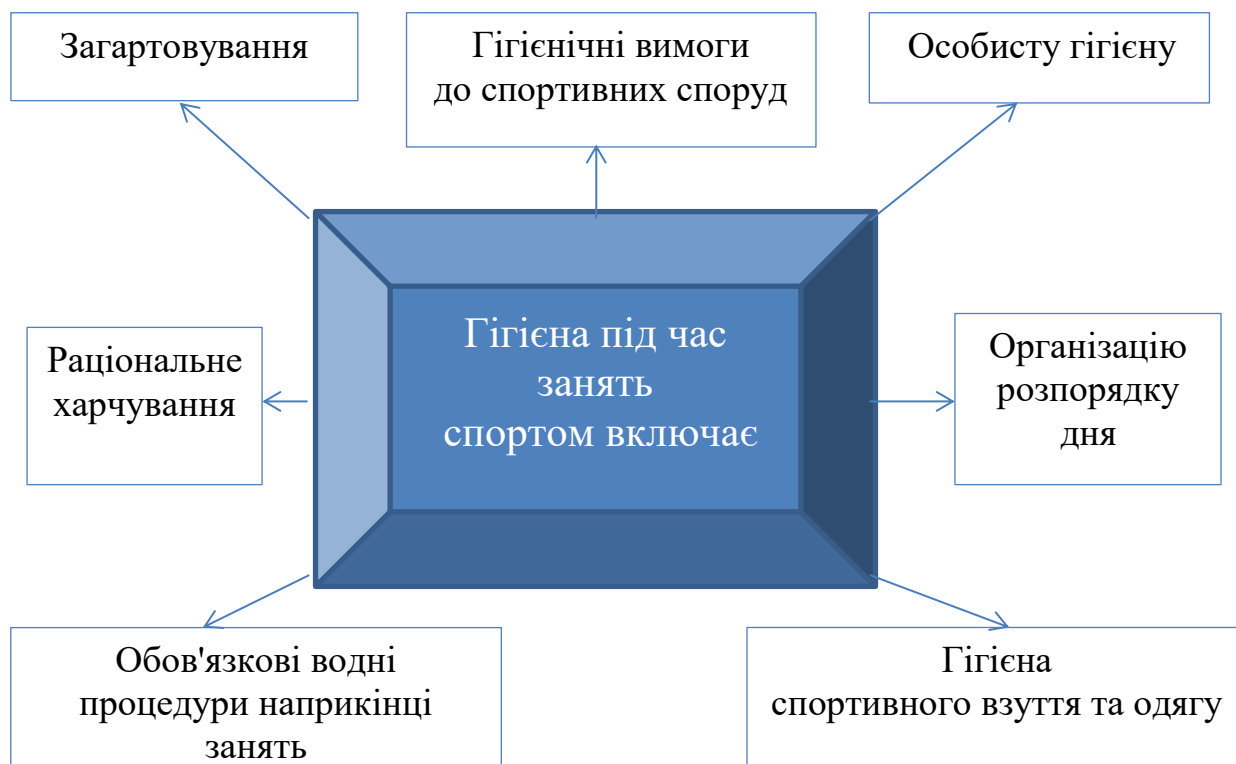 Загартовування
Гігієнічні вимоги
до спортивних споруд
Особисту гігієну
Раціональне
харчування
Гігієна під час
занять
спортом включає
Організацію
розпорядку
дня
Обов'язкові водні
процедури наприкінці
занять
Гігієна
спортивного взуття та одягу